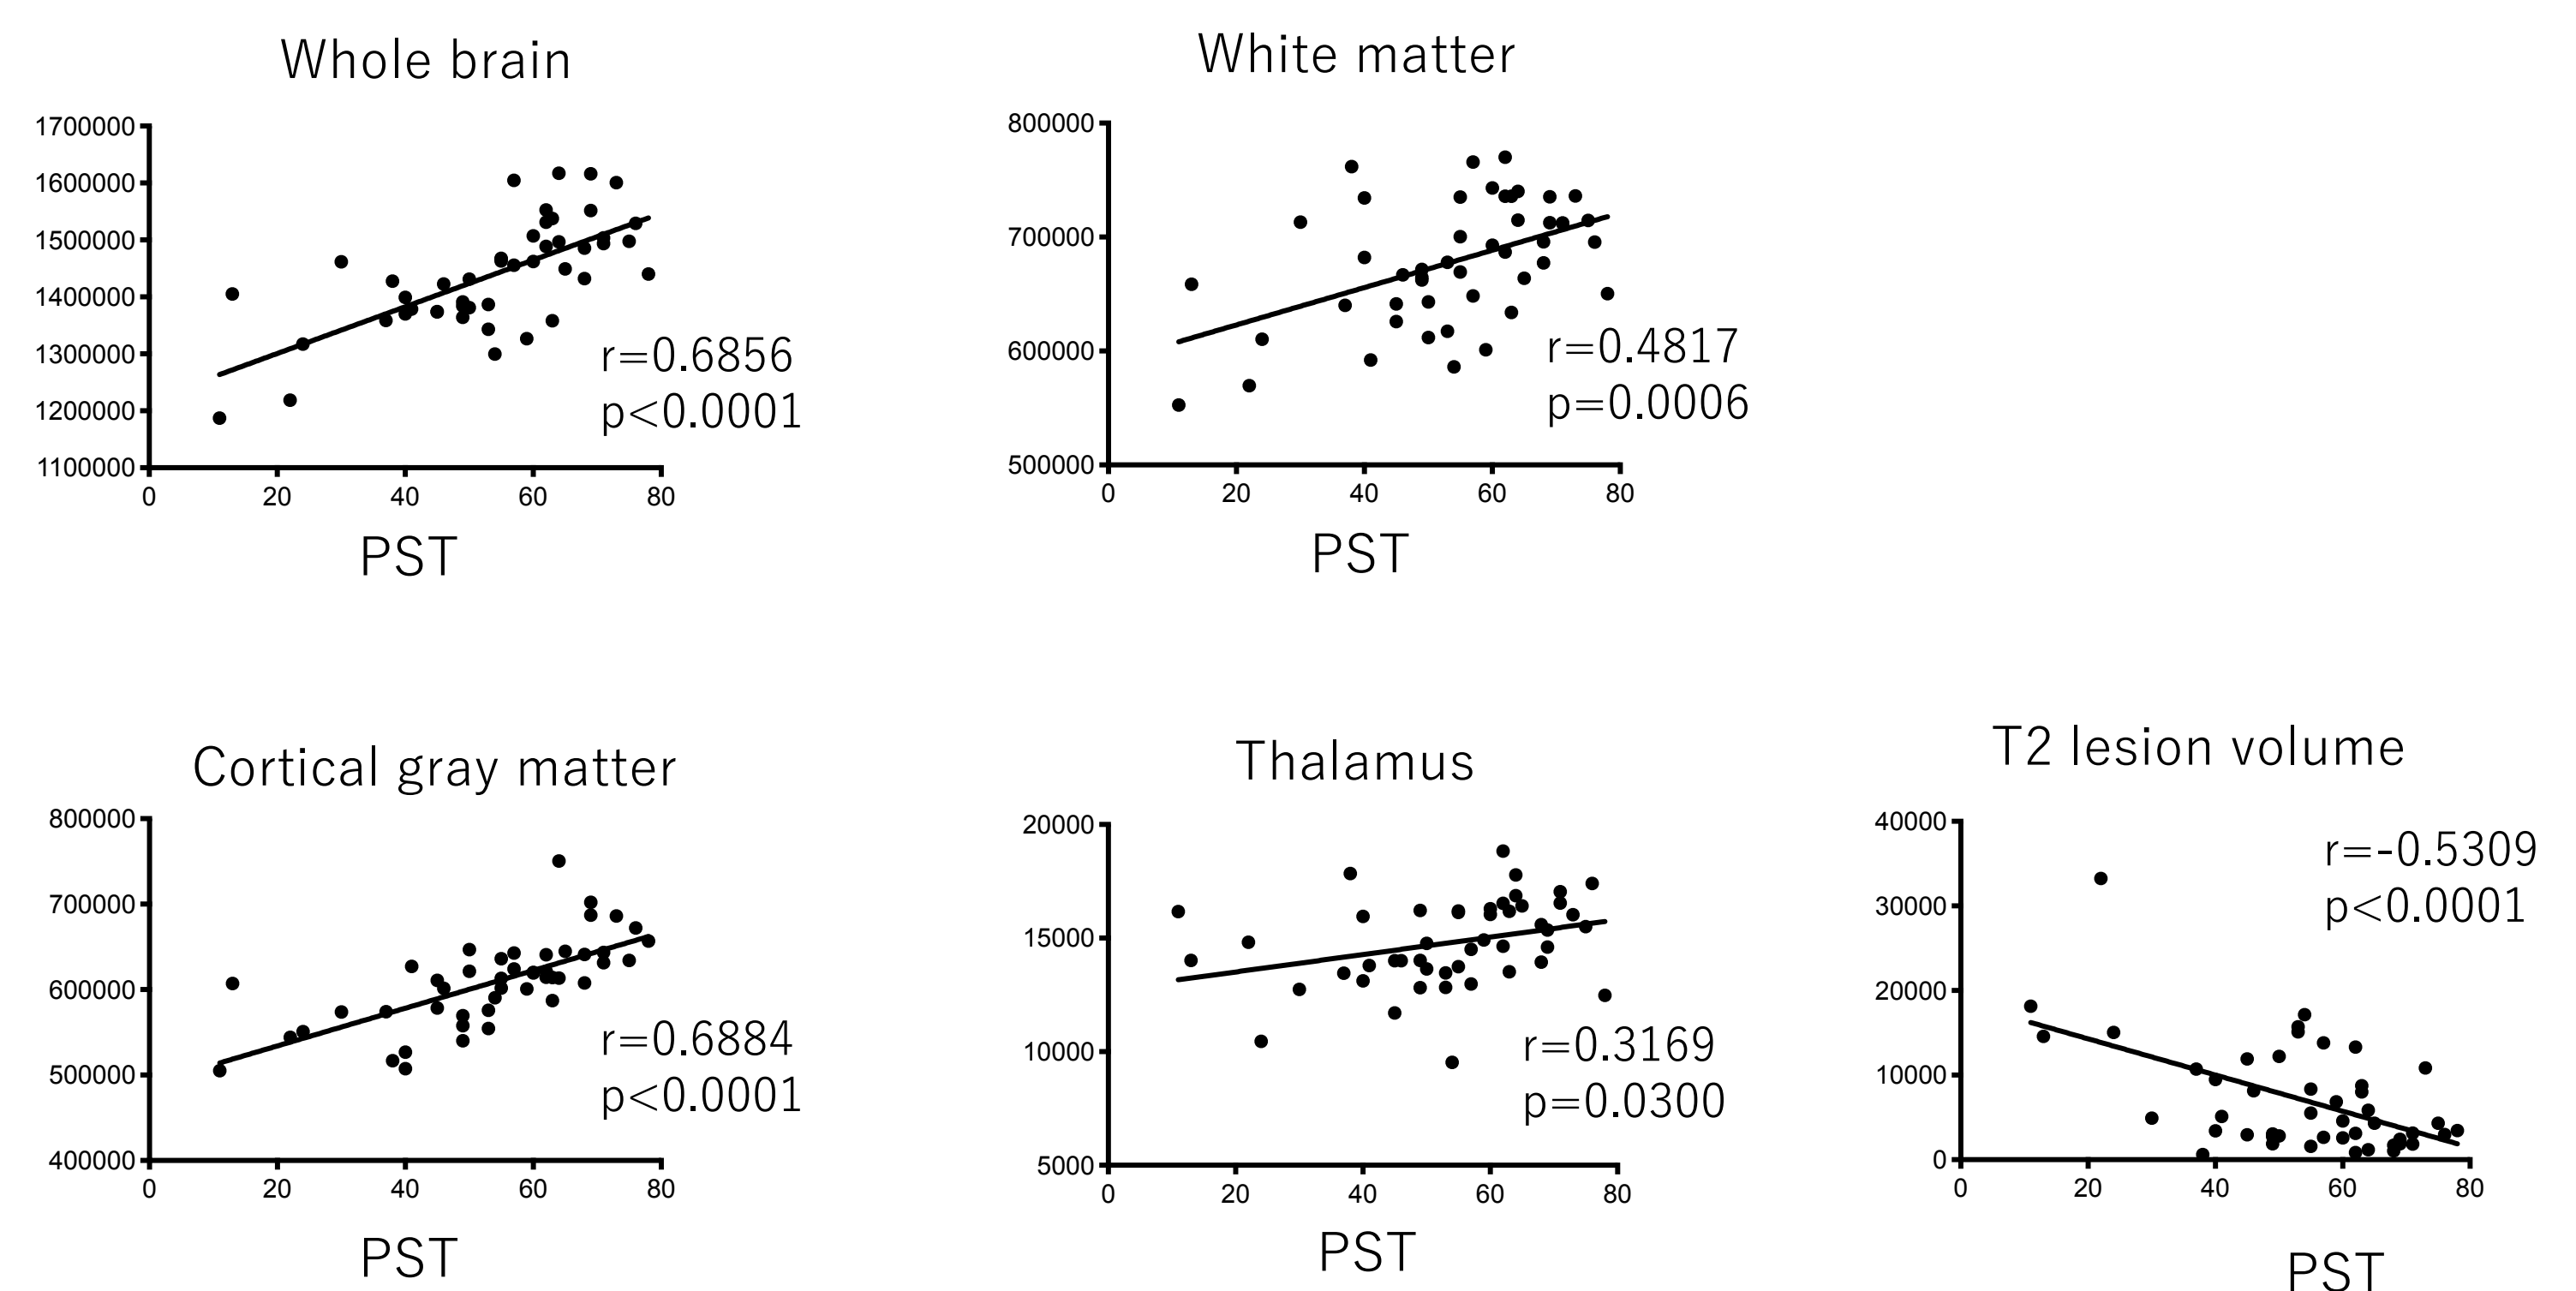 Whole brain
1700000
1600000
1500000
1400000
1300000
1200000
1100000
0 20 40 60 80
r=0.6856
p<0.0001
PST
White matter
800000
700000
600000
500000
0 20 40 60 80
r=0.4817
p=0.0006
PST
Cortical gray matter
800000
700000
600000
500000
400000
0 20 40 60 80
r=0.6884
p<0.0001
PST
Thalamus
20000
15000
10000
5000
0 20 40 60 80
r=0.3169
p=0.0300
PST
T2 lesion volume
40000
30000
20000
10000
0
0 20 40 60 80
r=-0.5309
p<0.0001
PST